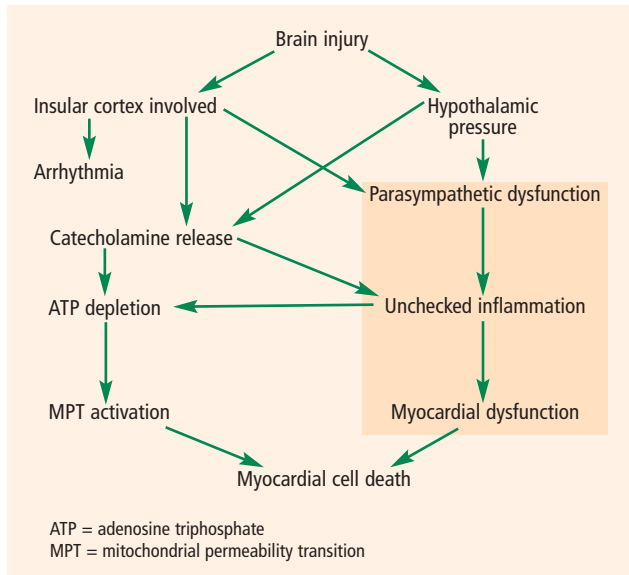 Brain injury
Insular cortex involved
Hypothalamic
pressure
Arrhythmia
Parasympathetic dysfunction
Catecholamine release
ATP depletion
Unchecked inflammation
MPT activation
Myocardial dysfunction
Myocardial cell death
ATP = adenosine triphosphate
MPT = mitochondrial permeability transition